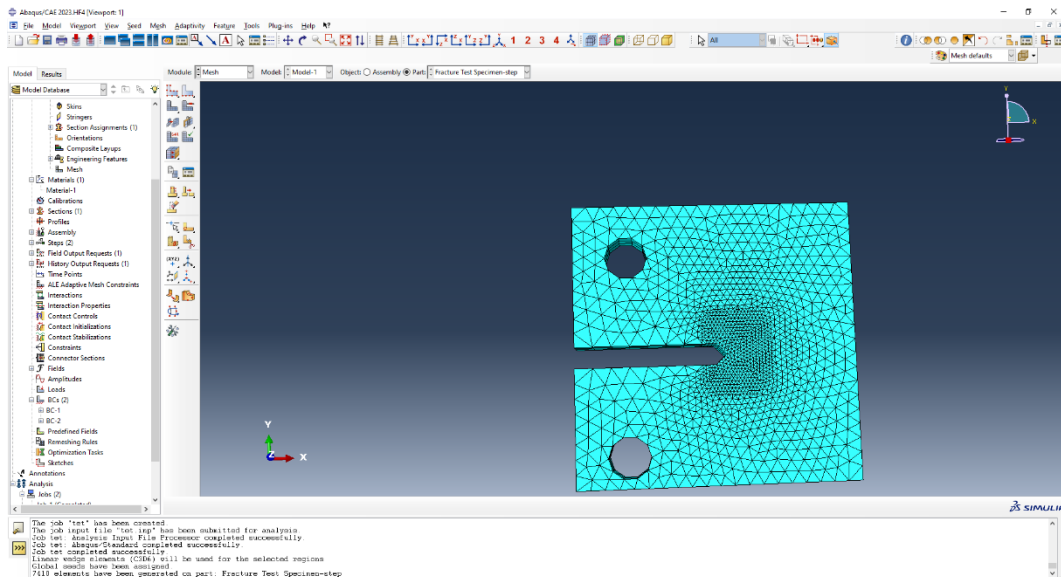 Abaqus/CAE 2023.HF4 [Viewport: 1]
File Model Viewport View Seed Mesh Adaptivity Feature Tools Plug-ins Help
1 2 3 4 All
Mesh defaults
Model Results Module: Mesh Model: Model-1 Object: Assembly Part: Fracture Test Specimen-step
Model Database
Skins
Stringers
Section Assignments (1)
Orientations
Composite Layups
Engineering Features
Mesh
Materials (1)
Material-1
Calibrations
Sections (1)
Profiles
Assembly
Steps (2)
Field Output Requests (1)
History Output Requests (1)
Time Points
ALE Adaptive Mesh Constraints
Interactions
Interaction Properties
Contact Controls
Contact Initializations
Contact Stabilizations
Constraints
Connector Sections
Fields
Amplitudes
Loads
BCs (2)
BC-1
BC-2
Predefined Fields
Remeshing Rules
Optimization Tasks
Sketches
Annotations
Analysis
Jobs (2)
Y
X
Z
Y
X
SIMULIA
The job "tet" has been created.
The job input file "tet.inp" has been submitted for analysis.
Job tet: Analysis Input File Processor completed successfully.
Job tet: Abaqus/Standard completed successfully.
Job tet completed successfully.
Linear wedge elements (C3D6) will be used for the selected regions
Global seeds have been assigned.
7410 elements have been generated on part: Fracture Test Specimen-step